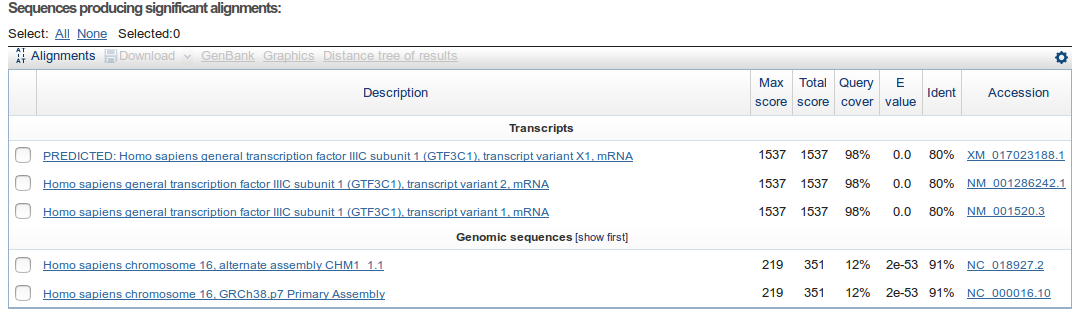 Sequences producing significant alignments:
Select: All None Selected:0
Alignments Download GenBank Graphics Distance tree of results
Description Max score Total score Query cover E value Ident Accession
Transcripts
PREDICTED: Homo sapiens general transcription factor IIIC subunit 1 (GTF3C1), transcript variant X1, mRNA 1537 1537 98% 0.0 80% XM_017023188.1
Homo sapiens general transcription factor IIIC subunit 1 (GTF3C1), transcript variant 2, mRNA 1537 1537 98% 0.0 80% NM_001286242.1
Homo sapiens general transcription factor IIIC subunit 1 (GTF3C1), transcript variant 1, mRNA 1537 1537 98% 0.0 80% NM_001520.3
Genomic sequences [show first]
Homo sapiens chromosome 16, alternate assembly CHM1_1.1 219 351 12% 2e-53 91% NC_018927.2
Homo sapiens chromosome 16, GRCh38.p7 Primary Assembly 219 351 12% 2e-53 91% NC_000016.10